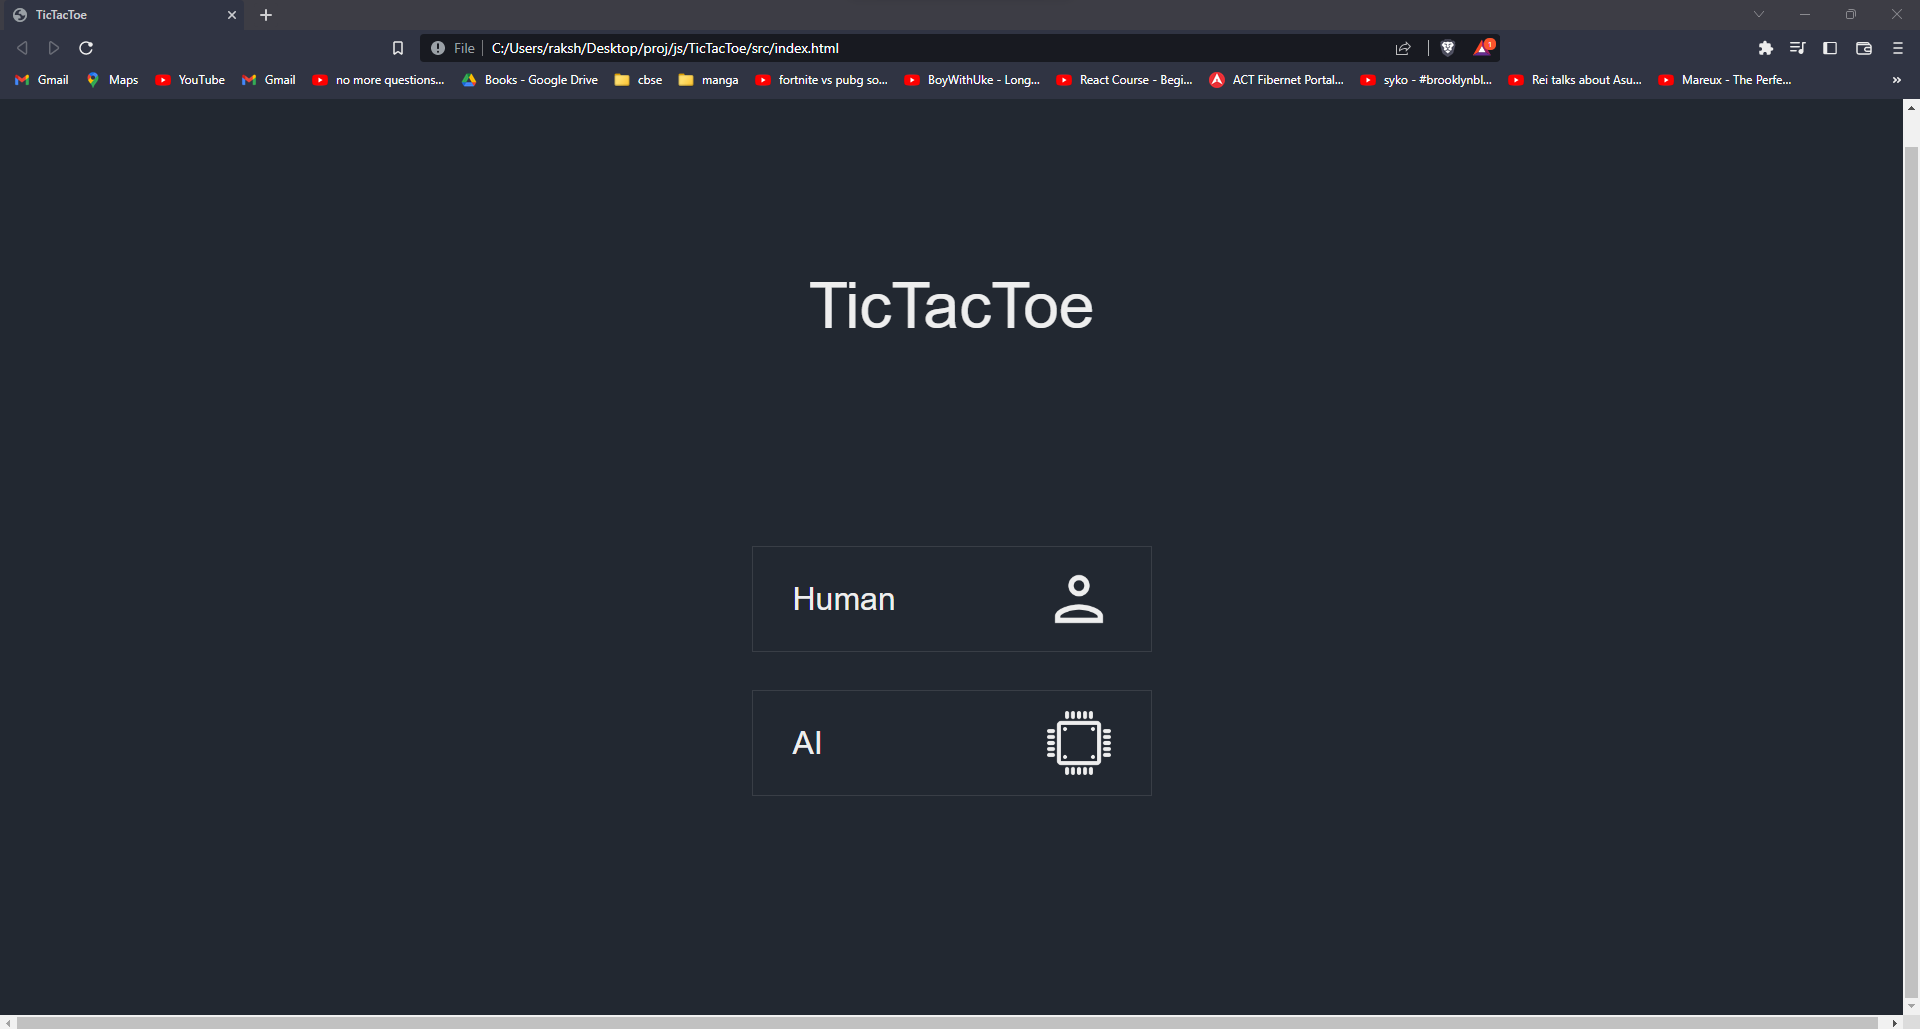 TicTacToe
File C:/Users/raksh/Desktop/proj/js/TicTacToe/src/index.html 1
Gmail Maps YouTube Gmail no more questions... Books - Google Drive cbse manga fortnite vs pubg so... BoyWithUke - Long... React Course - Begi... ACT Fibernet Portal... syko - #brooklynbl... Rei talks about Asu... Mareux - The Perfe... »
TicTacToe
Human
AI